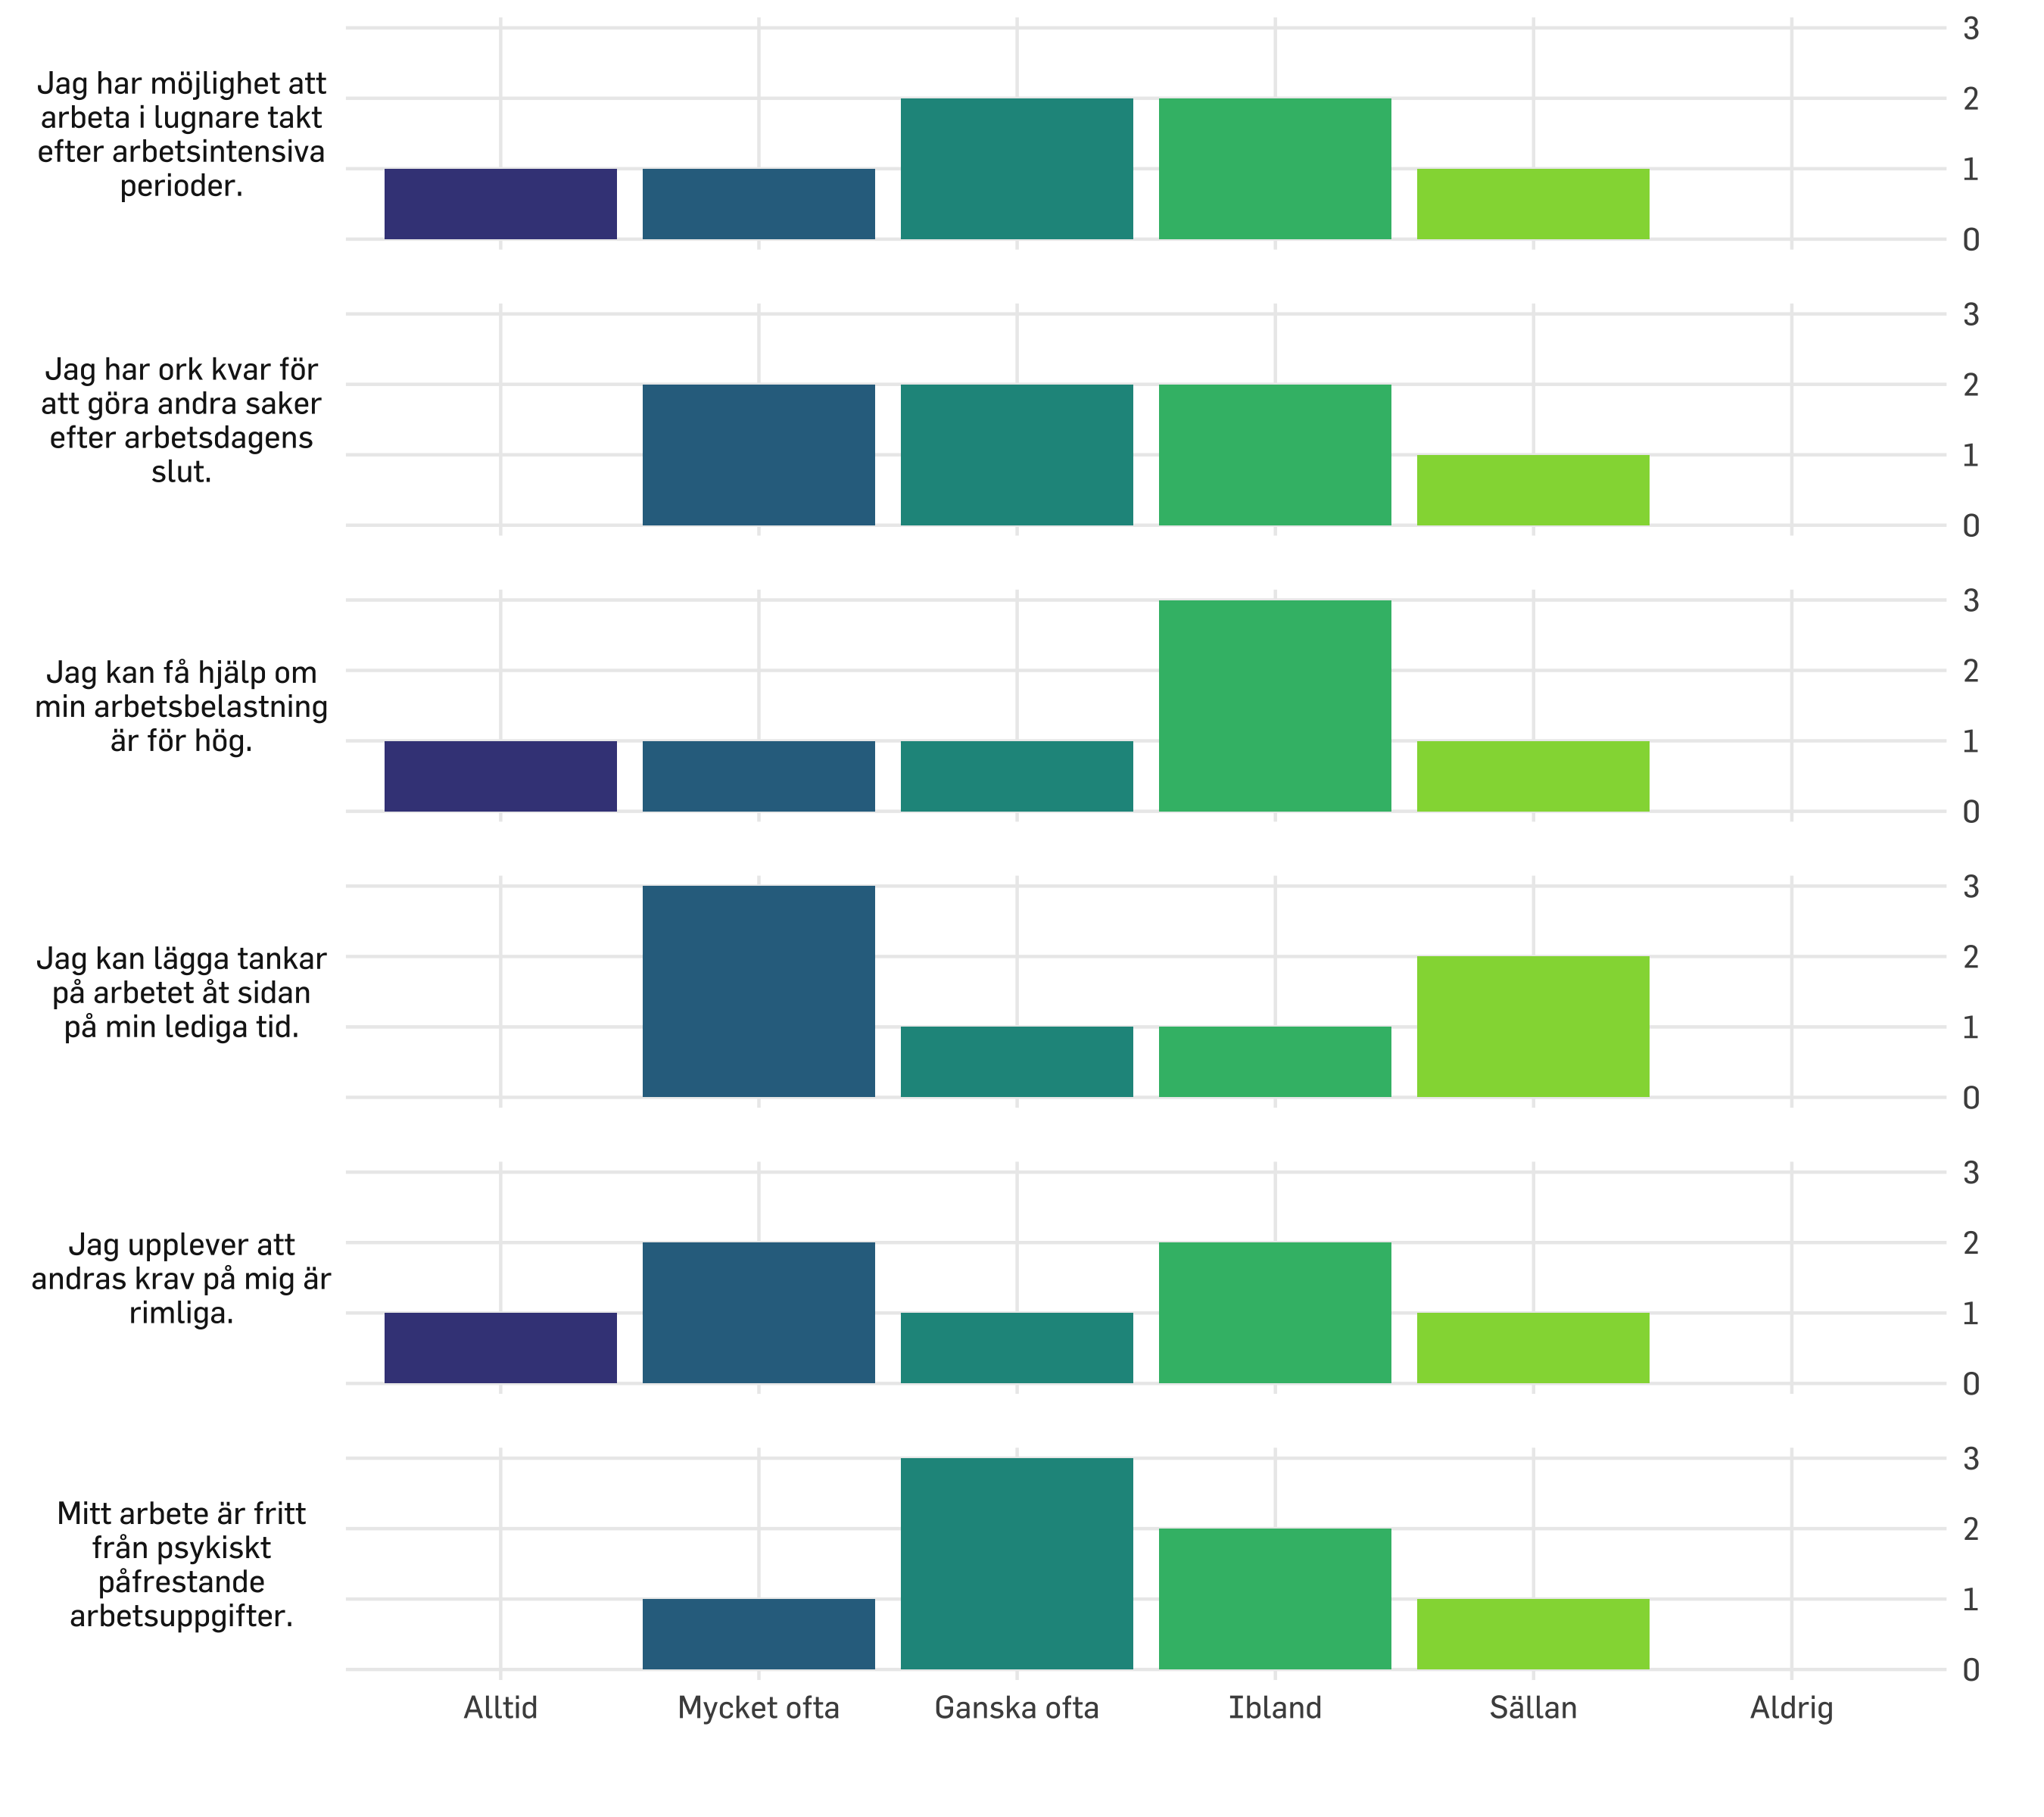 Jag har möjlighet att
arbeta i lugnare takt
efter arbetsintensiva
perioder.
3
2
1
0
Jag har ork kvar för
att göra andra saker
efter arbetsdagens
slut.
3
2
1
0
Jag kan få hjälp om
min arbetsbelastning
är för hög.
3
2
1
0
Jag kan lägga tankar
på arbetet åt sidan
på min lediga tid.
3
2
1
0
Jag upplever att
andras krav på mig är
rimliga.
3
2
1
0
Mitt arbete är fritt
från psykiskt
påfrestande
arbetsuppgifter.
3
2
1
0
Alltid Mycket ofta Ganska ofta Ibland Sällan Aldrig